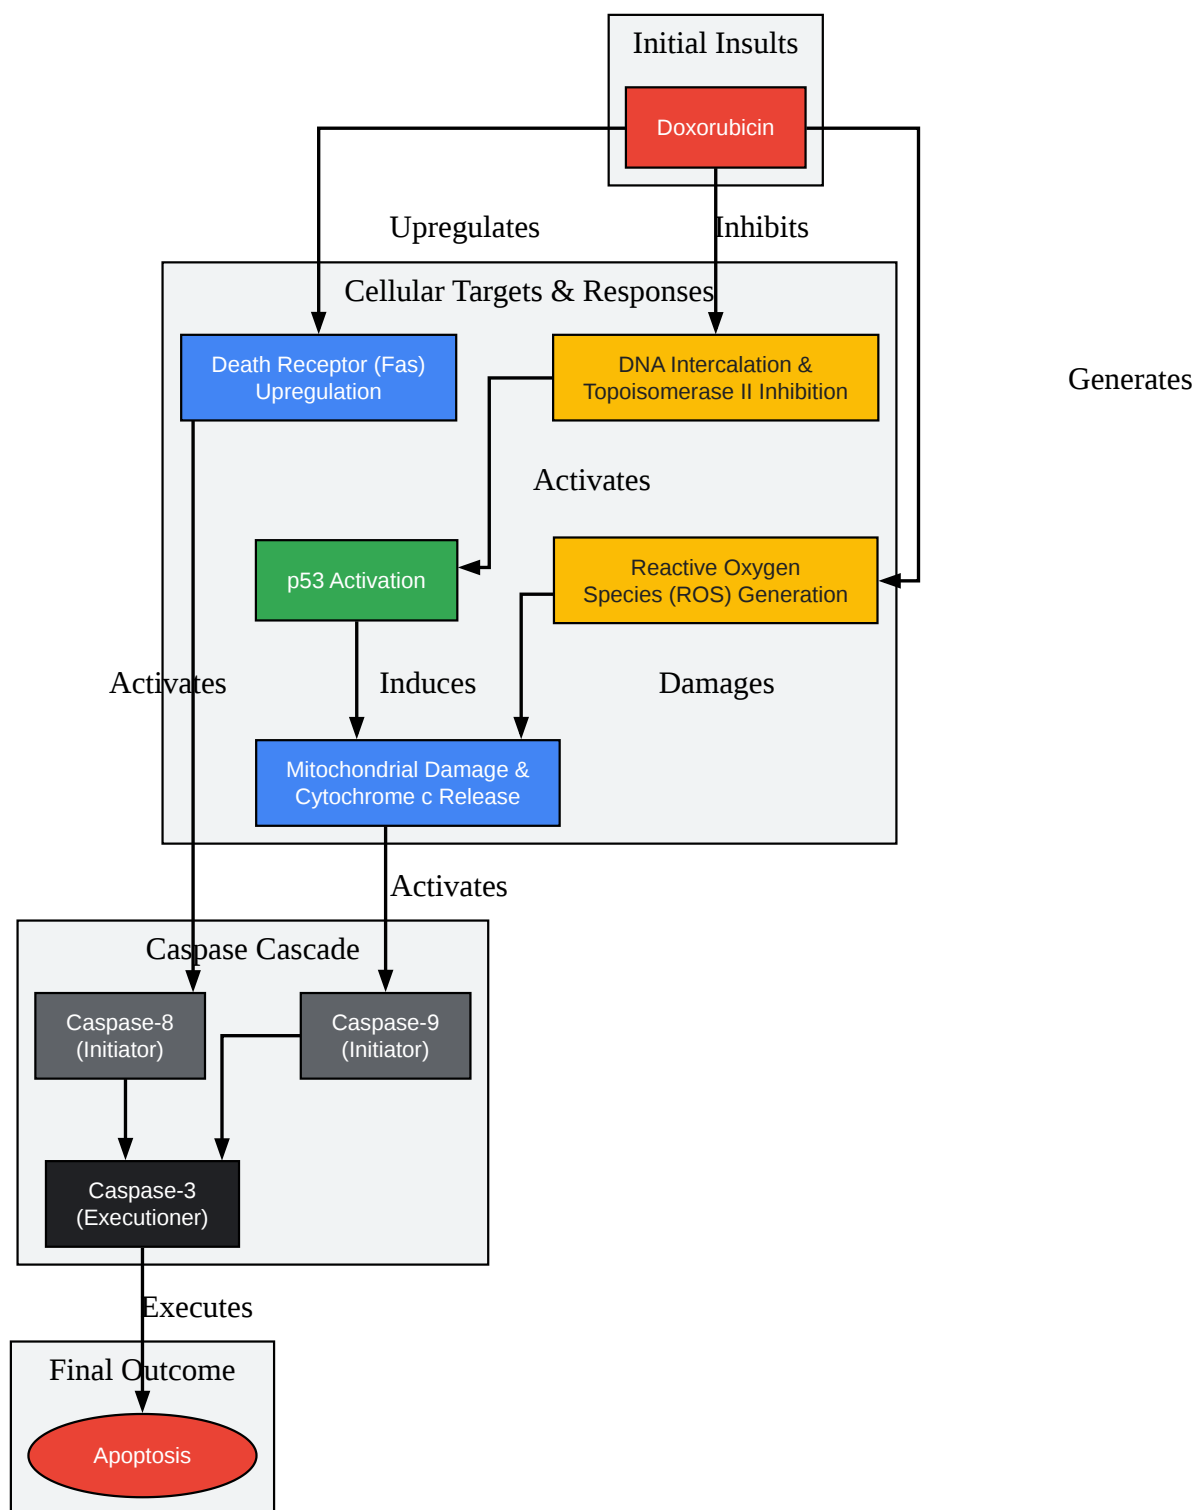 Initial Insults
Doxorubicin
Upregulates
Inhibits
Cellular Targets & Responses
Death Receptor (Fas)
Upregulation
DNA Intercalation &
Topoisomerase II Inhibition
Generates
Activates
p53 Activation
Reactive Oxygen
Species (ROS) Generation
Activates
Induces
Damages
Mitochondrial Damage &
Cytochrome c Release
Activates
Caspase Cascade
Caspase-8
(Initiator)
Caspase-9
(Initiator)
Caspase-3
(Executioner)
Executes
Final Outcome
Apoptosis